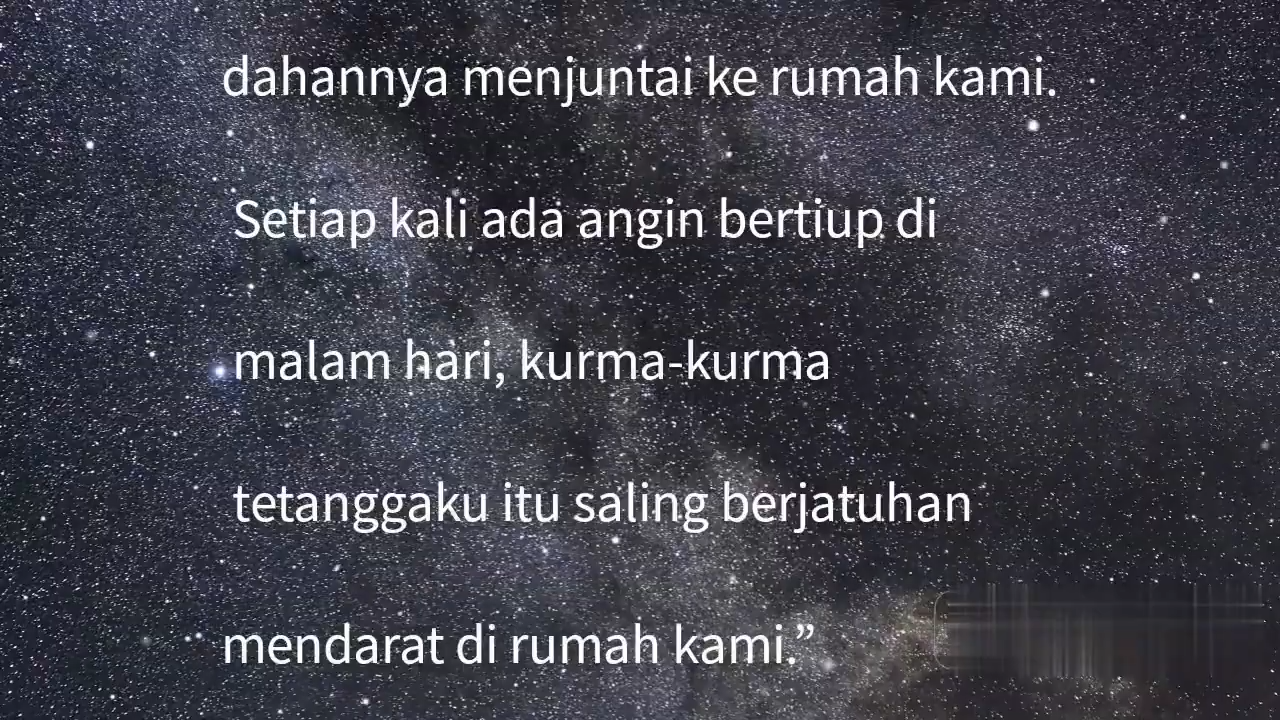 dahannya menjuntai ke rumah kami.
Setiap kali ada angin bertiup di
malam hari, kurma-kurma
tetanggaku itu saling berjatuhan
mendarat di rumah kami.”